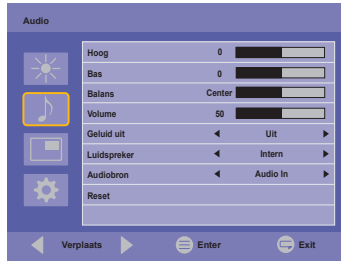 Audio
Hoog 0
Bas 0
Balans Center
Volume 50
Geluid uit Uit
Luidspreker Intern
Audiobron Audio In
Reset
Verplaats Enter Exit